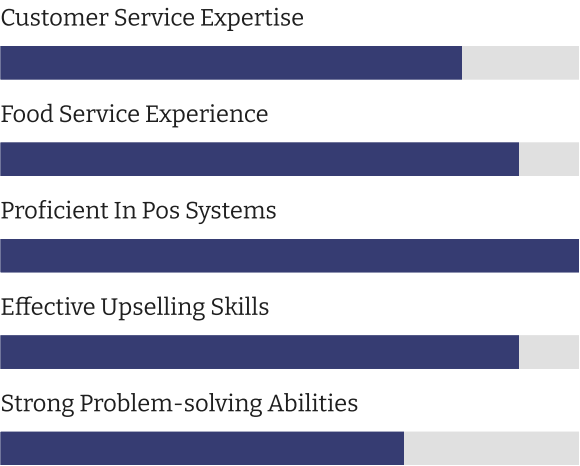 Customer Service Expertise
Food Service Experience
Proficient In Pos Systems
Effective Upselling Skills
Strong Problem-solving Abilities